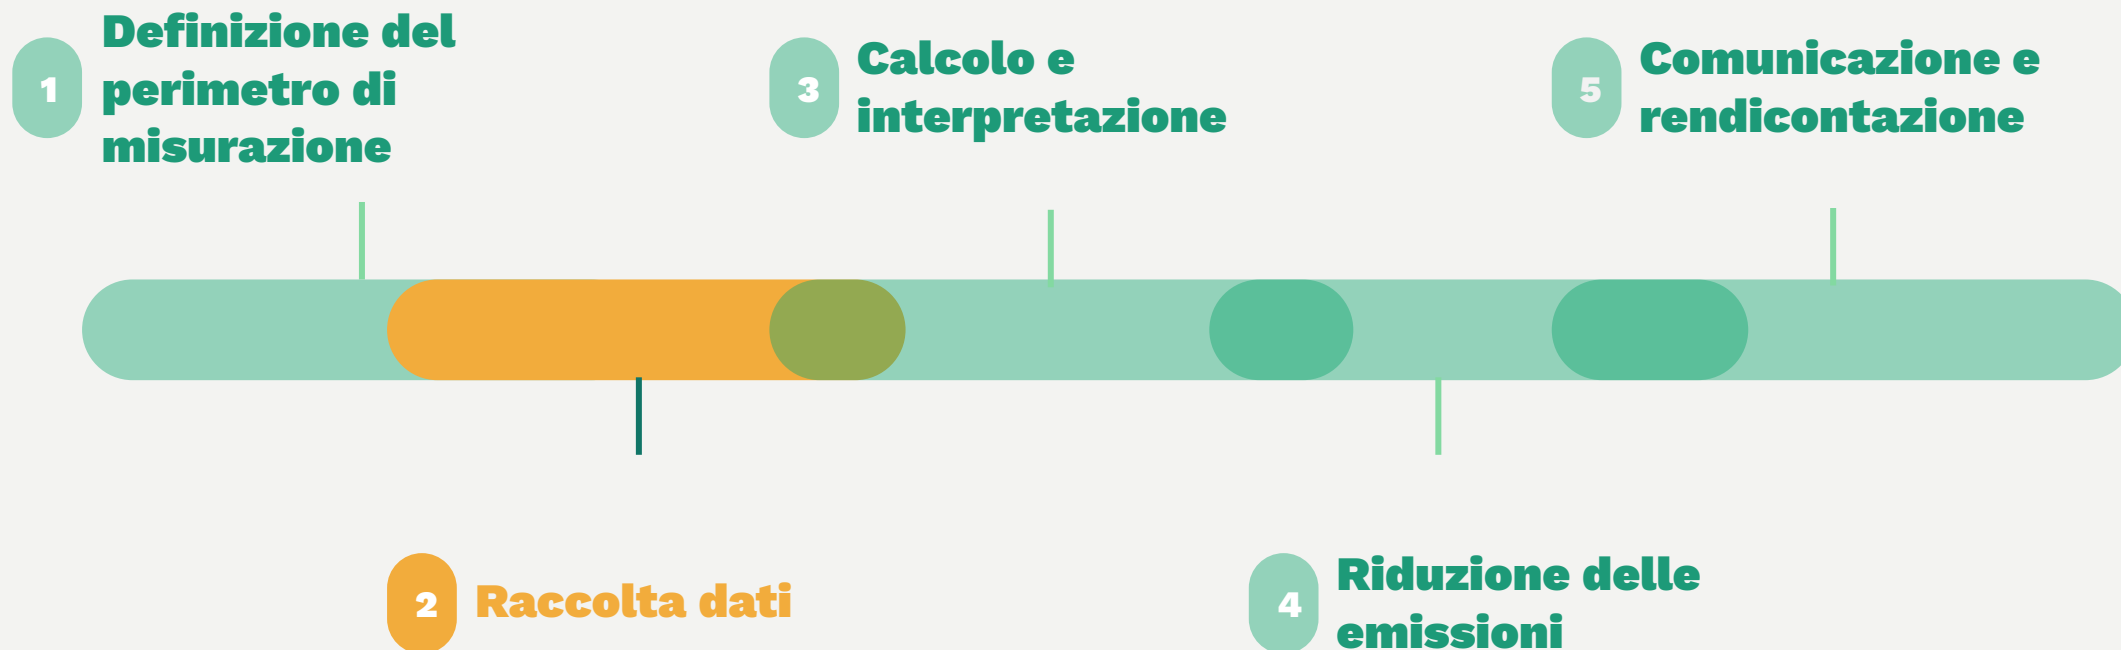 1
Definizione del
perimetro di
misurazione
2
Raccolta dati
3
Calcolo e
interpretazione
4
Riduzione delle
emissioni
5
Comunicazione e
rendicontazione